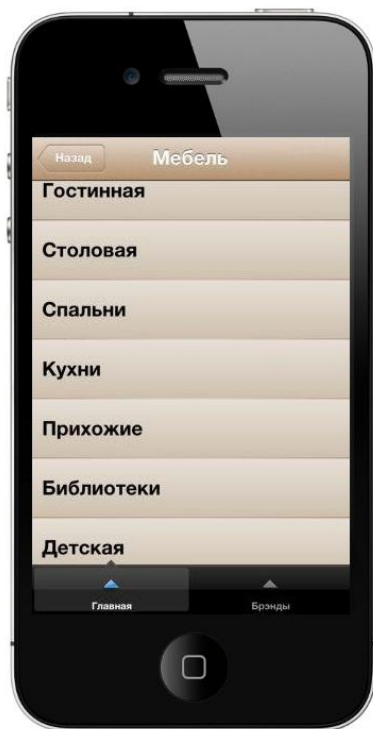 Назад
Мебель
Гостинная
Столовая
Спальни
Кухни
Прихожие
Библиотеки
Детская
Главная
Брэнды